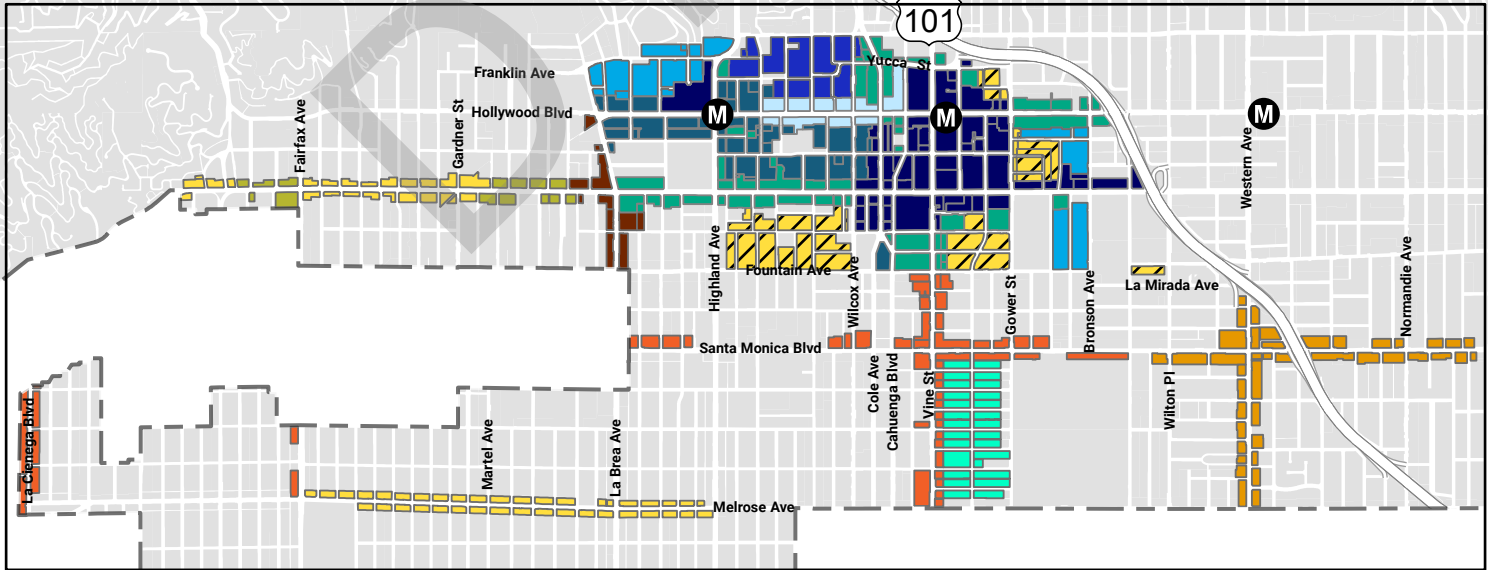 101
Yucca St
Franklin Ave
Hollywood Blvd
M
M
M
Fairfax Ave
Gardner St
Western Ave
Highland Ave
Fountain Ave
Wilcox Ave
Gower St
Bronson Ave
La Mirada Ave
Normandie Ave
Santa Monica Blvd
Cole Ave
Cahuenga Blvd
Vine St
Wilton Pl
La Cienega Blvd
Martel Ave
La Brea Ave
Melrose Ave
D